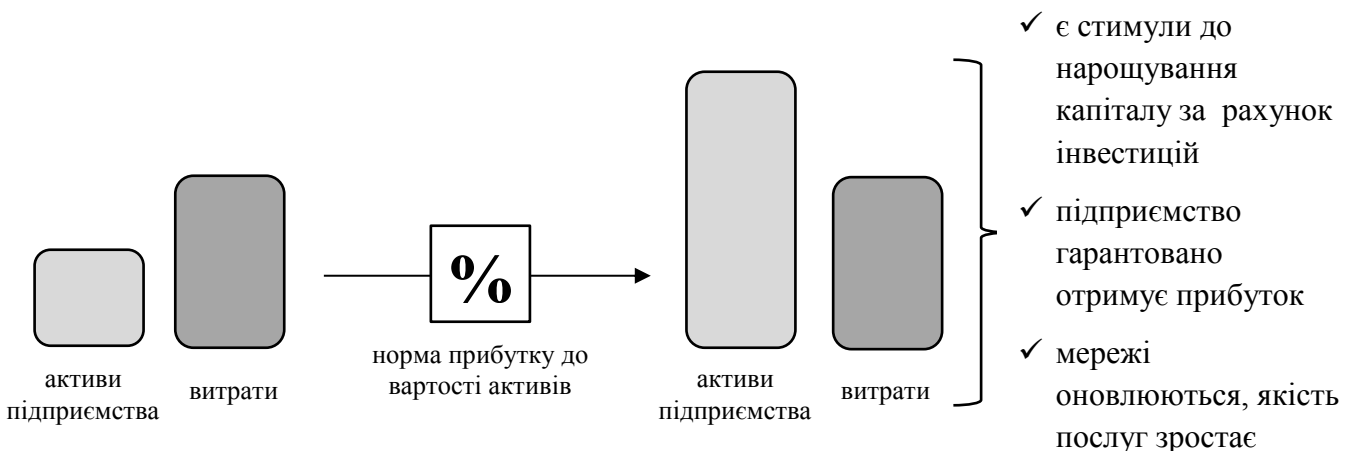 активи
підприємства
витрати
%
норма прибутку до
вартості активів
активи
підприємства
витрати
✓ є стимули до
нарощування
капіталу за рахунок
інвестицій
✓ підприємство
гарантовано
отримує прибуток
✓ мережі
оновлюються, якість
послуг зростає